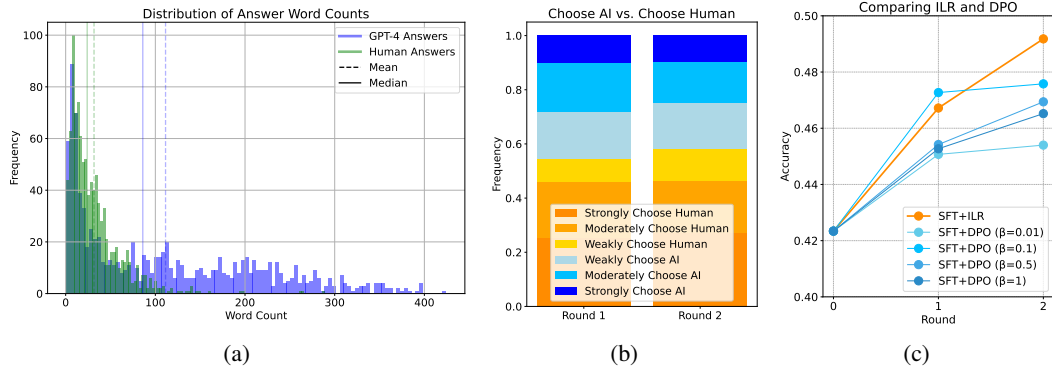 Distribution of Answer Word Counts
GPT-4 Answers
Human Answers
Mean
Median
Frequency
100
80
60
40
20
0
0 100 200 300 400
Word Count
(a)
Choose AI vs. Choose Human
Frequency
1.0
0.8
0.6
0.4
0.2
0.0
Strongly Choose Human
Moderately Choose Human
Weakly Choose Human
Weakly Choose AI
Moderately Choose AI
Strongly Choose AI
Round 1 Round 2
(b)
Comparing ILR and DPO
Accuracy
0.50
0.48
0.46
0.44
0.42
0.40
SFT+ILR
SFT+DPO (β=0.01)
SFT+DPO (β=0.1)
SFT+DPO (β=0.5)
SFT+DPO (β=1)
0 1 2
Round
(c)